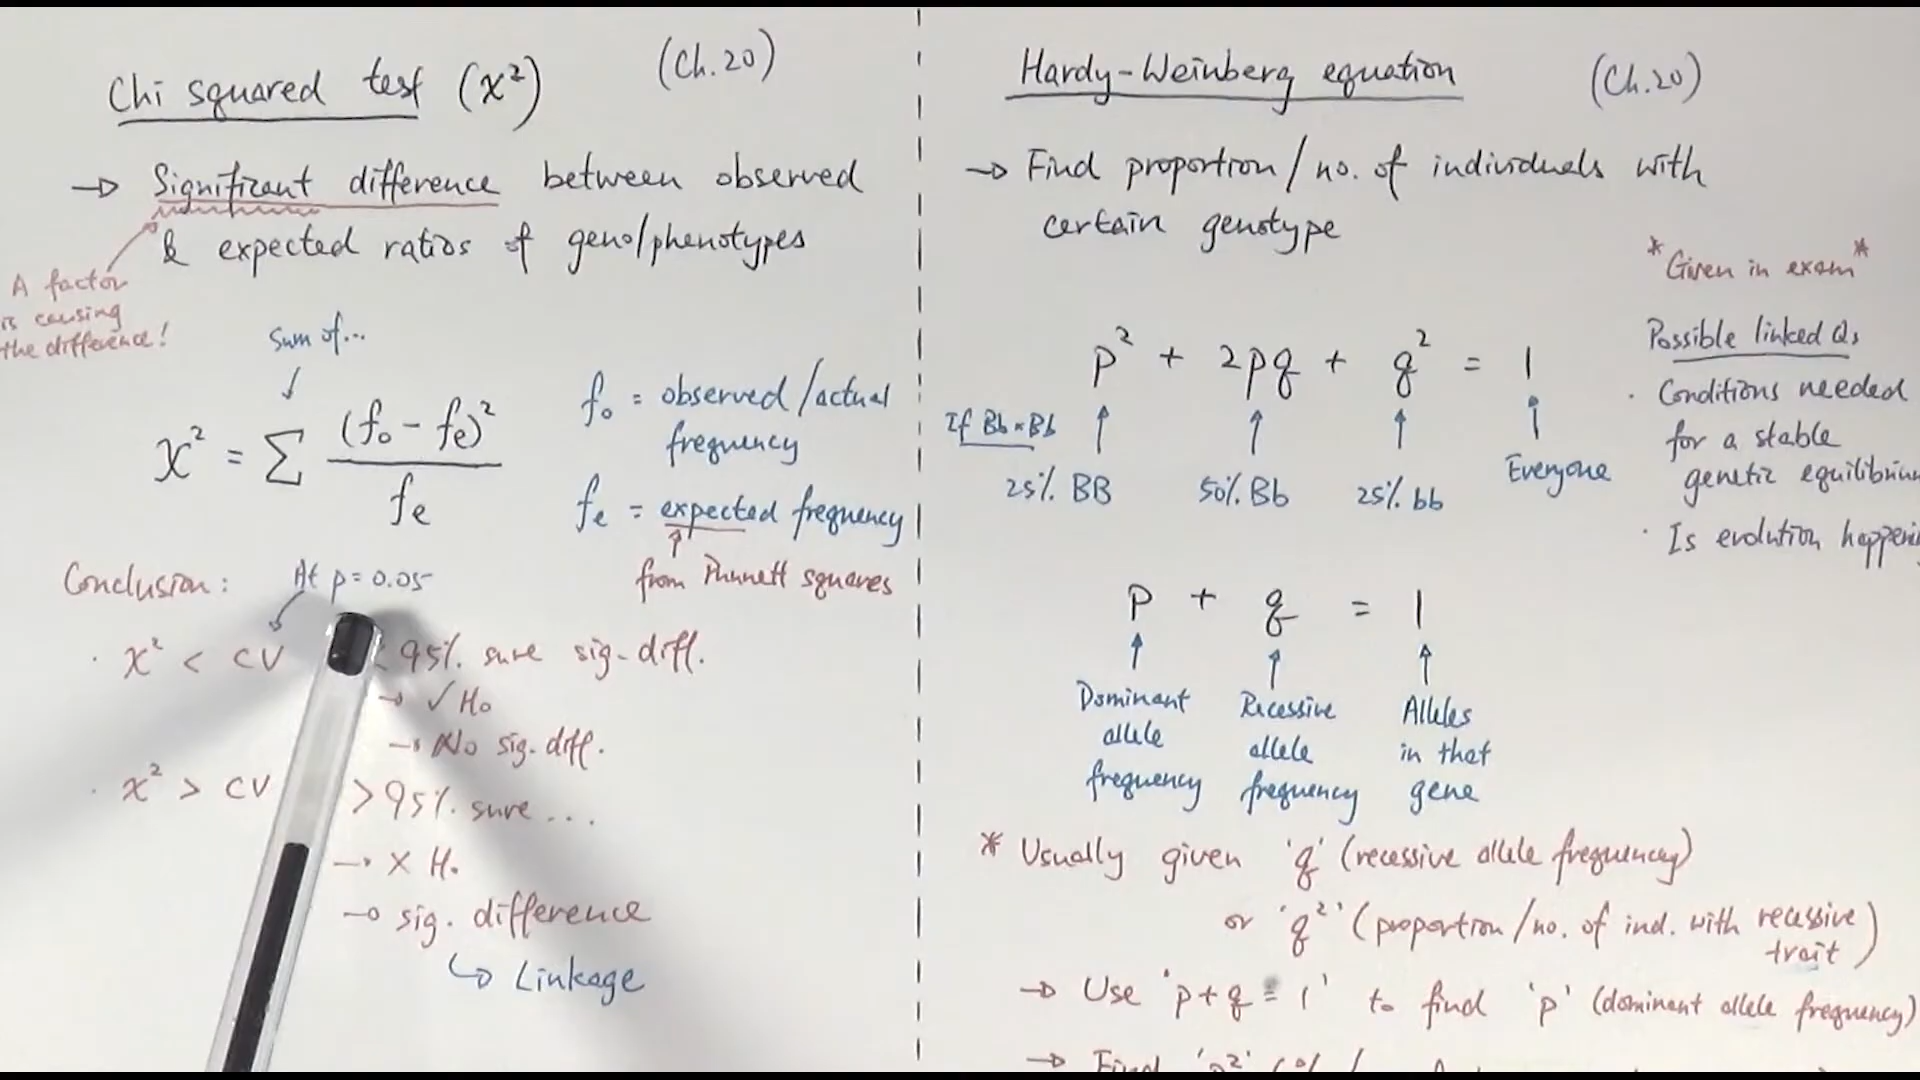 Chi squared test (χ²)
(Ch.20)
→ Significant difference between observed
& expected ratios of geno/phenotypes
A factor
is causing
the difference!
Sum of...
χ² = Σ (fo - fe)² / fe
fo = observed/actual
frequency
fe = expected frequency
from Punnett squares
Conclusion: At p = 0.05
· χ² < CV < 95% sure sig. diff.
→ ✓ Ho
→ No sig. diff.
· χ² > CV > 95% sure ...
→ X Ho
→ sig. difference
↳ Linkage
Hardy-Weinberg equation
(Ch.20)
→ Find proportion/no. of individuals with
certain genotype
*Given in exam*
p² + 2pq + q² = 1
If Bb × Bb
25% BB 50% Bb 25% bb Everyone
Possible linked Qs
· Conditions needed
for a stable
genetic equilibrium
· Is evolution happeni
p + q = 1
Dominant
allele
frequency
Recessive
allele
frequency
Alleles
in that
gene
* Usually given 'q' (recessive allele frequency)
or 'q²' (proportion/no. of ind. with recessive
trait)
→ Use 'p+q = 1' to find 'p' (dominant allele frequency)
→ Find